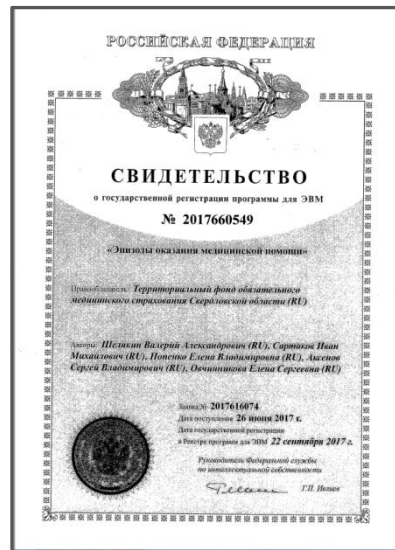 РОССИЙСКАЯ ФЕДЕРАЦИЯ
СВИДЕТЕЛЬСТВО
о государственной регистрации программы для ЭВМ
№ 2017660549
«Эпизоды оказания медицинской помощи»
Правообладатель: Территориальный фонд обязательного
медицинского страхования Свердловской области (RU)
Авторы: Шелякин Валерий Александрович (RU), Сартаков Иван
Михайлович (RU), Попенко Елена Владимировна (RU), Аксенов
Сергей Владимирович (RU), Овчинникова Елена Сергеевна (RU)
Заявка № 2017616074
Дата поступления 26 июня 2017 г.
Дата государственной регистрации
в Реестре программ для ЭВМ 22 сентября 2017 г.
Руководитель Федеральной службы
по интеллектуальной собственности
Г.П. Ивлиев